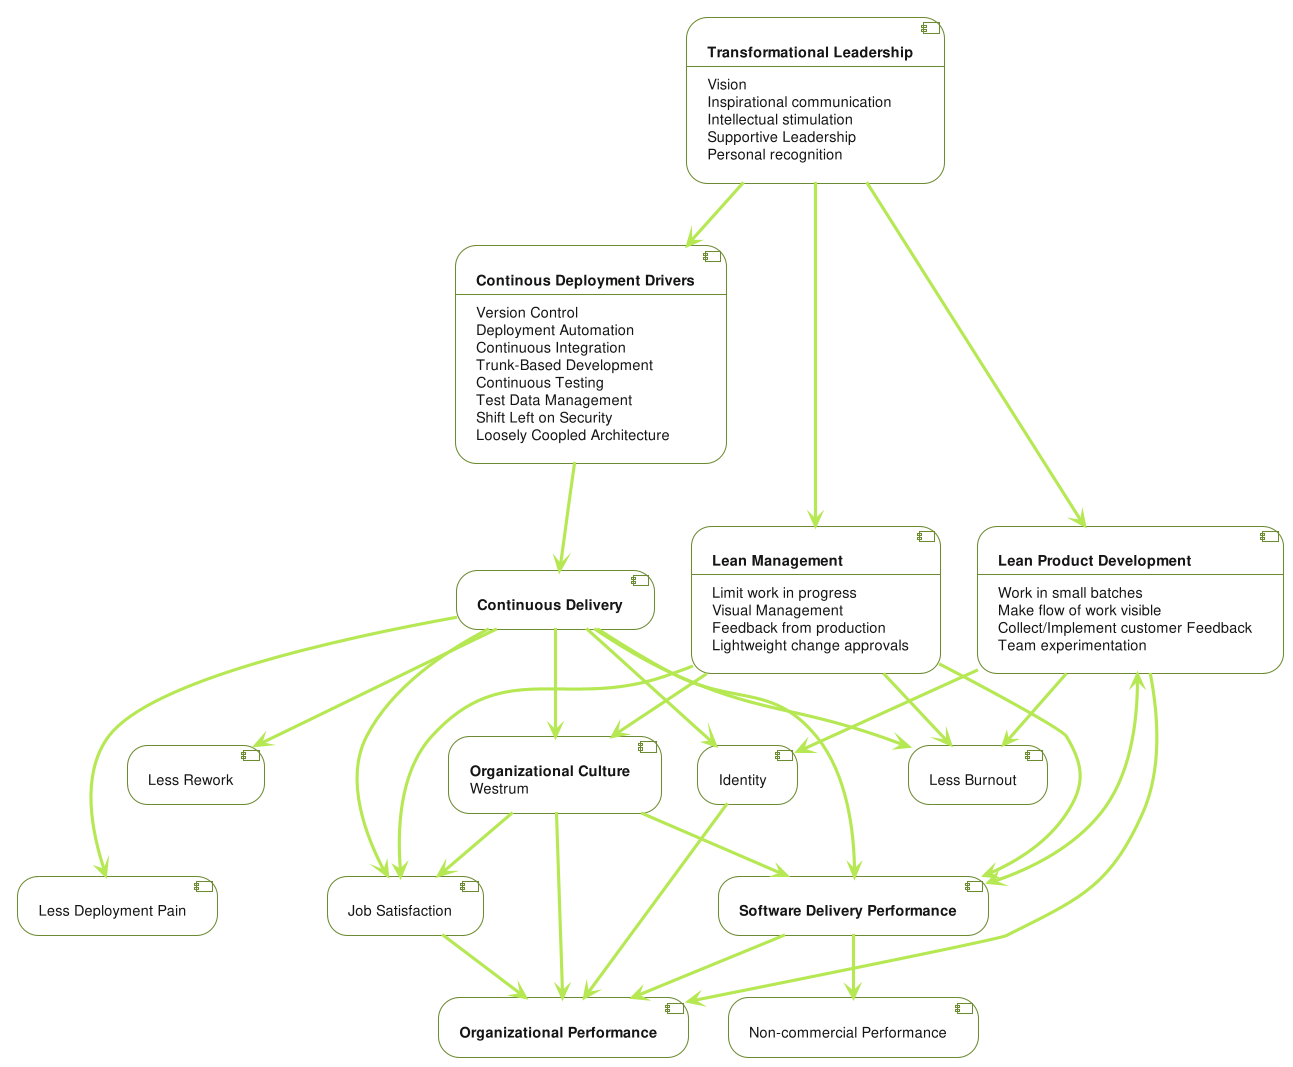 Transformational Leadership
Vision
Inspirational communication
Intellectual stimulation
Supportive Leadership
Personal recognition
Continous Deployment Drivers
Version Control
Deployment Automation
Continuous Integration
Trunk-Based Development
Continuous Testing
Test Data Management
Shift Left on Security
Loosely Coopled Architecture
Lean Management
Limit work in progress
Visual Management
Feedback from production
Lightweight change approvals
Lean Product Development
Work in small batches
Make flow of work visible
Collect/Implement customer Feedback
Team experimentation
Continuous Delivery
Less Rework
Organizational Culture
Westrum
Identity
Less Burnout
Less Deployment Pain
Job Satisfaction
Software Delivery Performance
Organizational Performance
Non-commercial Performance